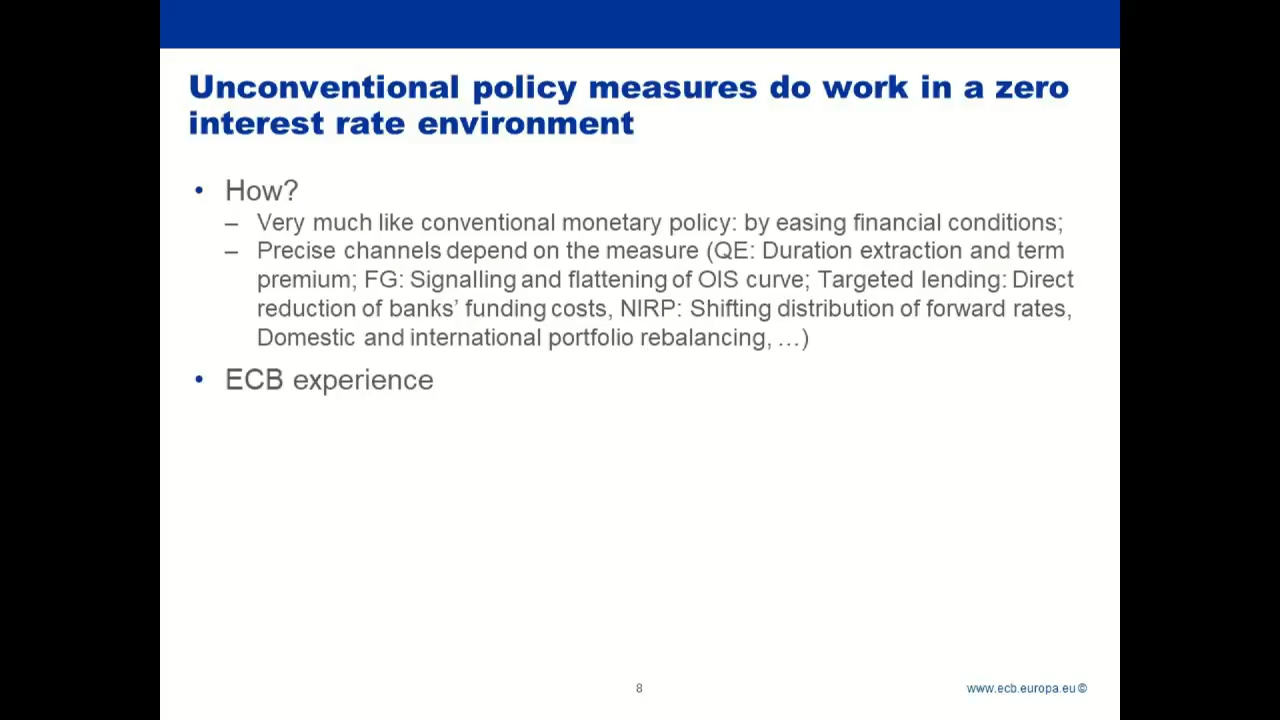 Unconventional policy measures do work in a zero
interest rate environment
• How?
– Very much like conventional monetary policy: by easing financial conditions;
– Precise channels depend on the measure (QE: Duration extraction and term
premium; FG: Signalling and flattening of OIS curve; Targeted lending: Direct
reduction of banks’ funding costs, NIRP: Shifting distribution of forward rates,
Domestic and international portfolio rebalancing, …)
• ECB experience
8
www.ecb.europa.eu ©